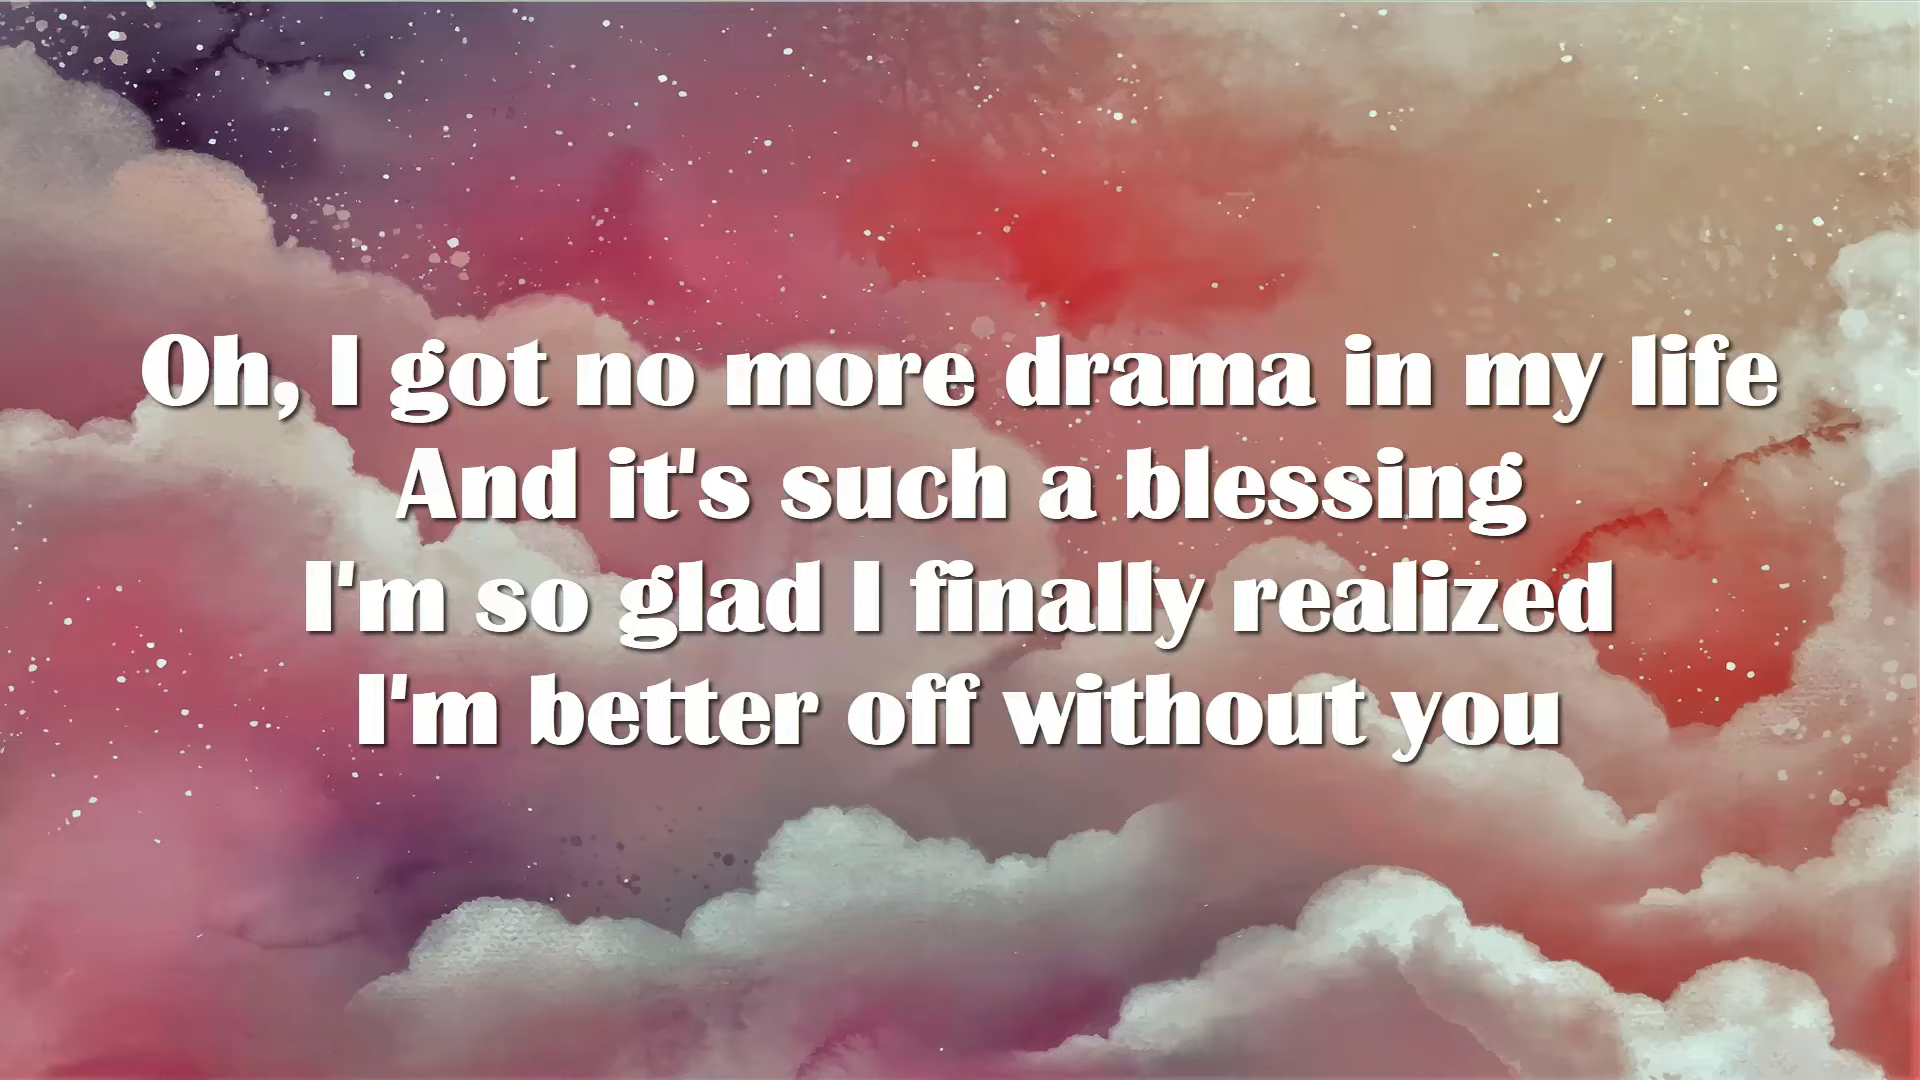 Oh, I got no more drama in my life
And it's such a blessing
I'm so glad I finally realized
I'm better off without you